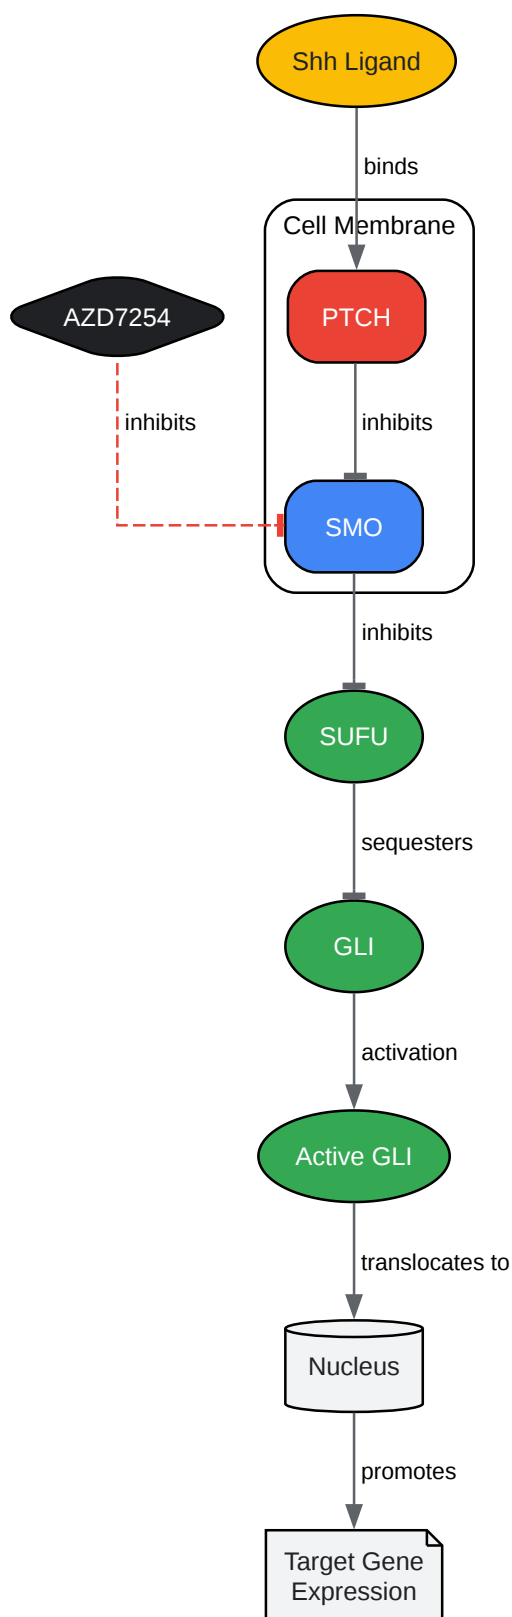 Shh Ligand
binds
Cell Membrane
PTCH
AZD7254
inhibits
inhibits
SMO
inhibits
SUFU
sequesters
GLI
activation
Active GLI
translocates to
Nucleus
promotes
Target Gene
Expression